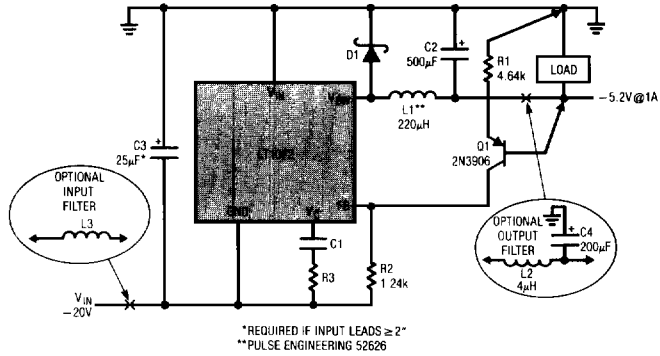 D1
C2
500μF
+
R1
4.64k
LOAD
VIN
VSW
–5.2V@1A
L1**
220μH
C3
25μF*
+
Q1
2N3906
OPTIONAL
INPUT
FILTER
L3
FB
GND
VC
C1
R3
R2
1.24k
OPTIONAL
OUTPUT
FILTER
+
C4
200μF
L2
4μH
VIN
–20V
*REQUIRED IF INPUT LEADS ≥ 2"
**PULSE ENGINEERING 52626